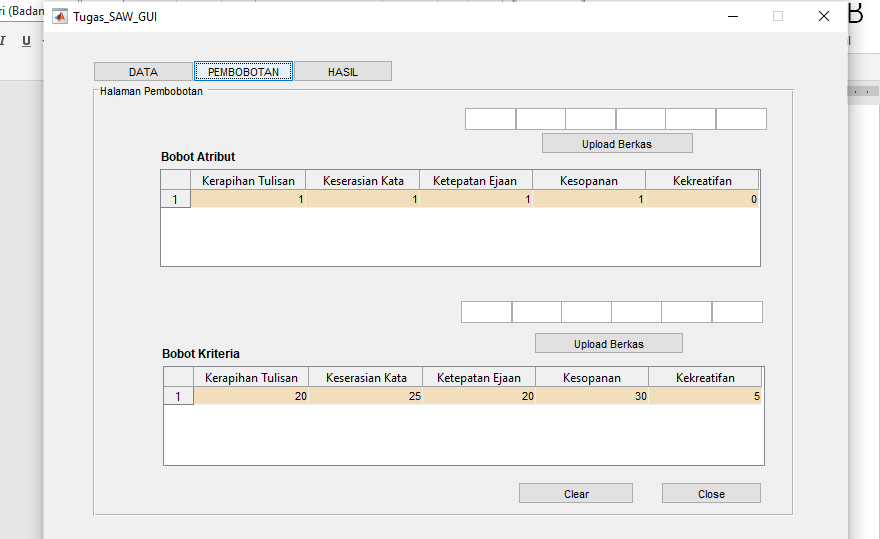 ri (Badan
Tugas_SAW_GUI
B
I U
DATA PEMBOBOTAN HASIL
Halaman Pembobotan
Upload Berkas
Bobot Atribut
Kerapihan Tulisan Keserasian Kata Ketepatan Ejaan Kesopanan Kekreatifan
1 1 1 1 1 0
Upload Berkas
Bobot Kriteria
Kerapihan Tulisan Keserasian Kata Ketepatan Ejaan Kesopanan Kekreatifan
1 20 25 20 30 5
Clear Close